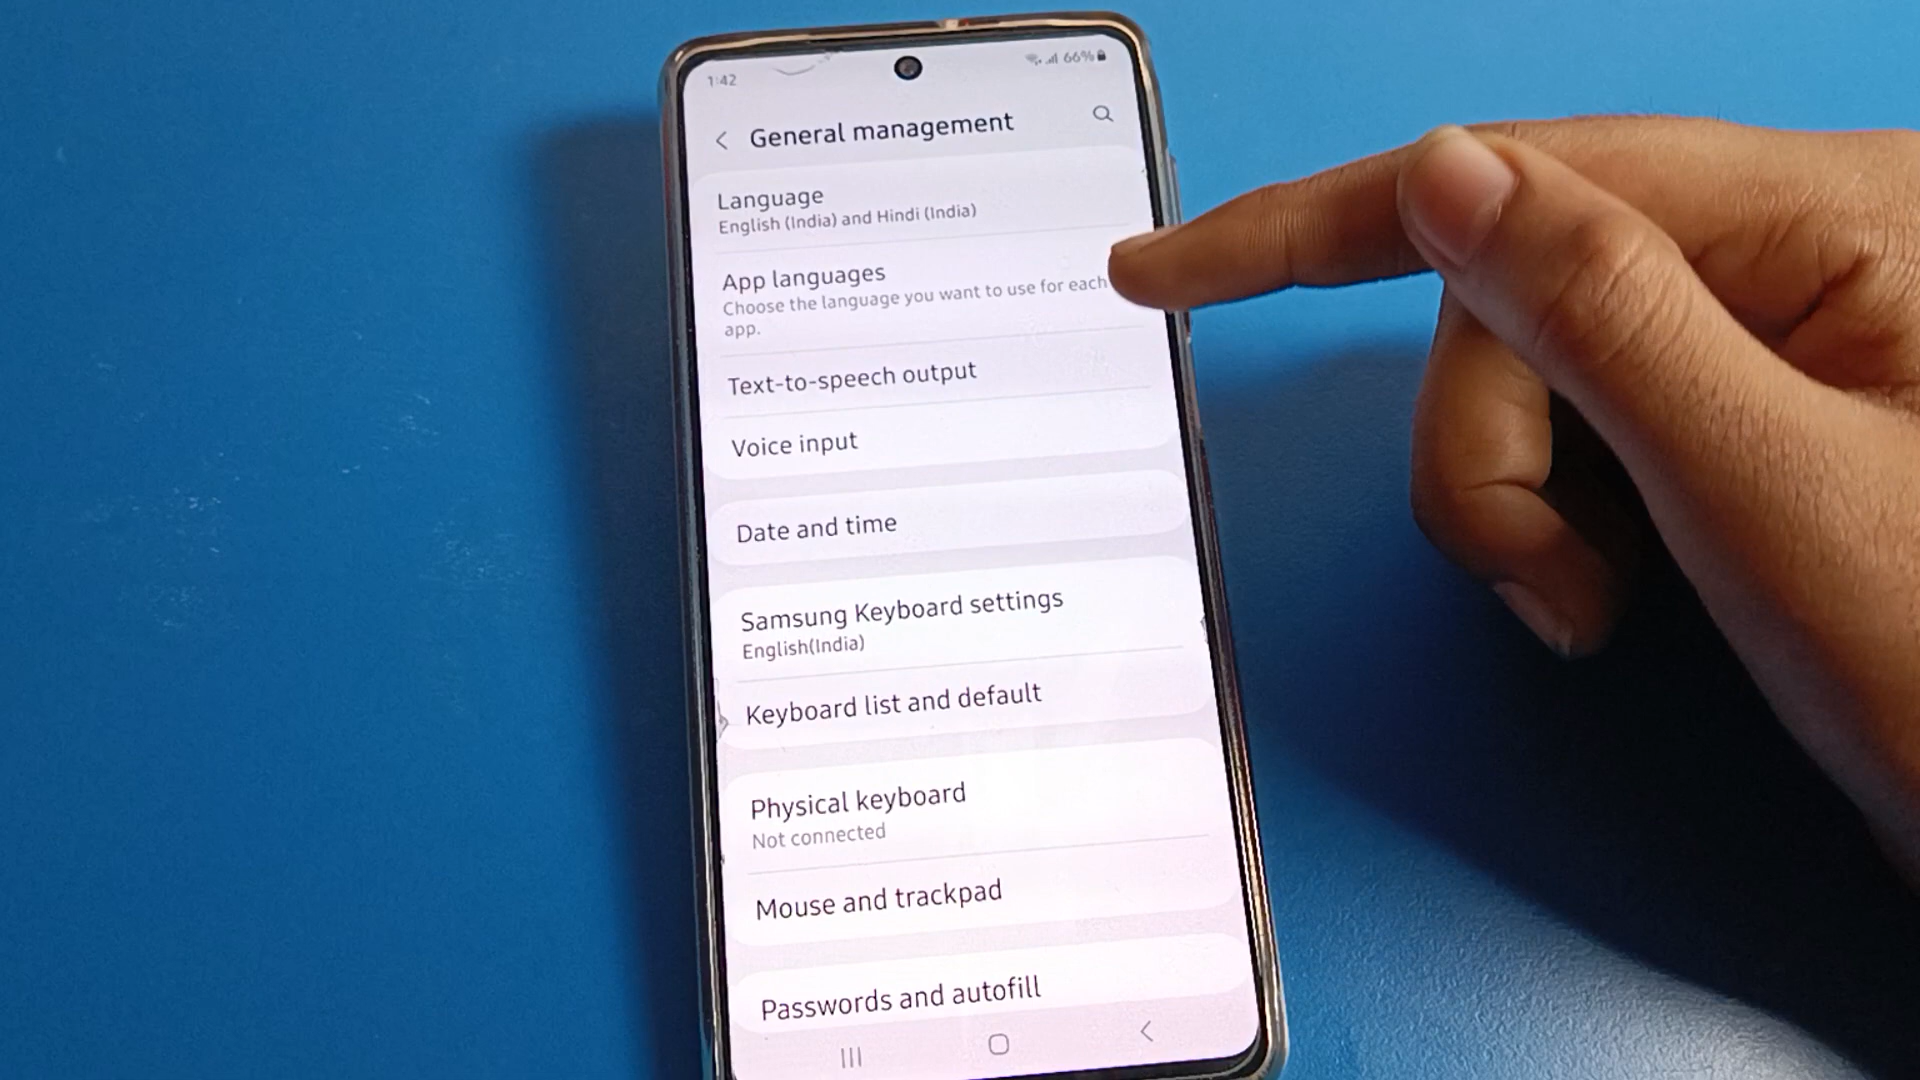 1:42
66%
General management
Language
English (India) and Hindi (India)
App languages
Choose the language you want to use for each
app.
Text-to-speech output
Voice input
Date and time
Samsung Keyboard settings
English(India)
Keyboard list and default
Physical keyboard
Not connected
Mouse and trackpad
Passwords and autofill